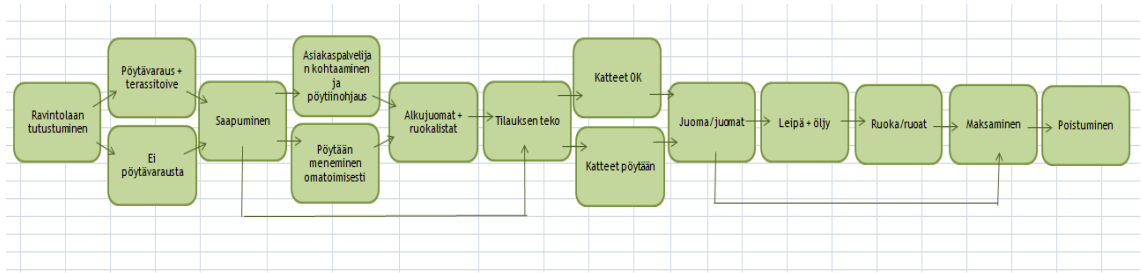 Ravintolaan
tutustuminen
Pöytävaraus +
terassitoive
Ei
pöytävarausta
Saapuminen
Asiakaspalvelija
n kohtaaminen
ja
pöytiinohjaus
Pöytään
meneminen
omatoimisesti
Alkujuomat +
ruokalistat
Tilauksen teko
Katteet OK
Katteet pöytään
Juoma/juomat
Leipä + öljy
Ruoka/ruoat
Maksaminen
Poistuminen